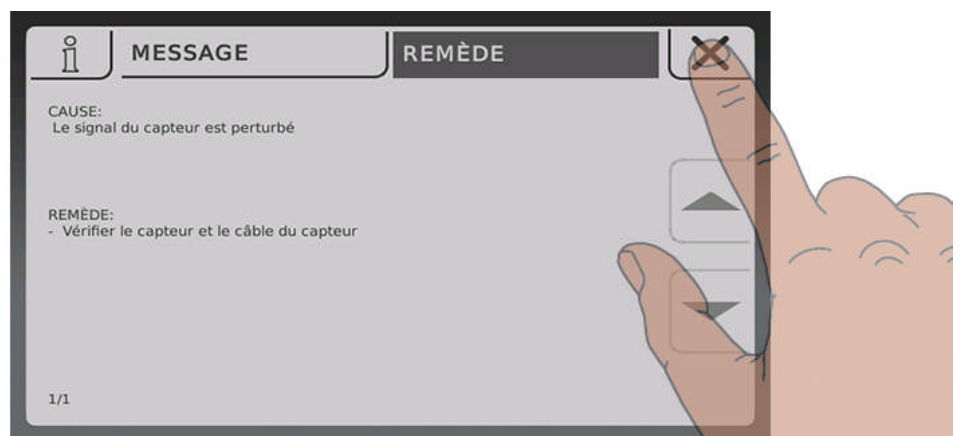 MESSAGE
REMÈDE
CAUSE:
Le signal du capteur est perturbé
REMÈDE:
- Vérifier le capteur et le câble du capteur
1/1